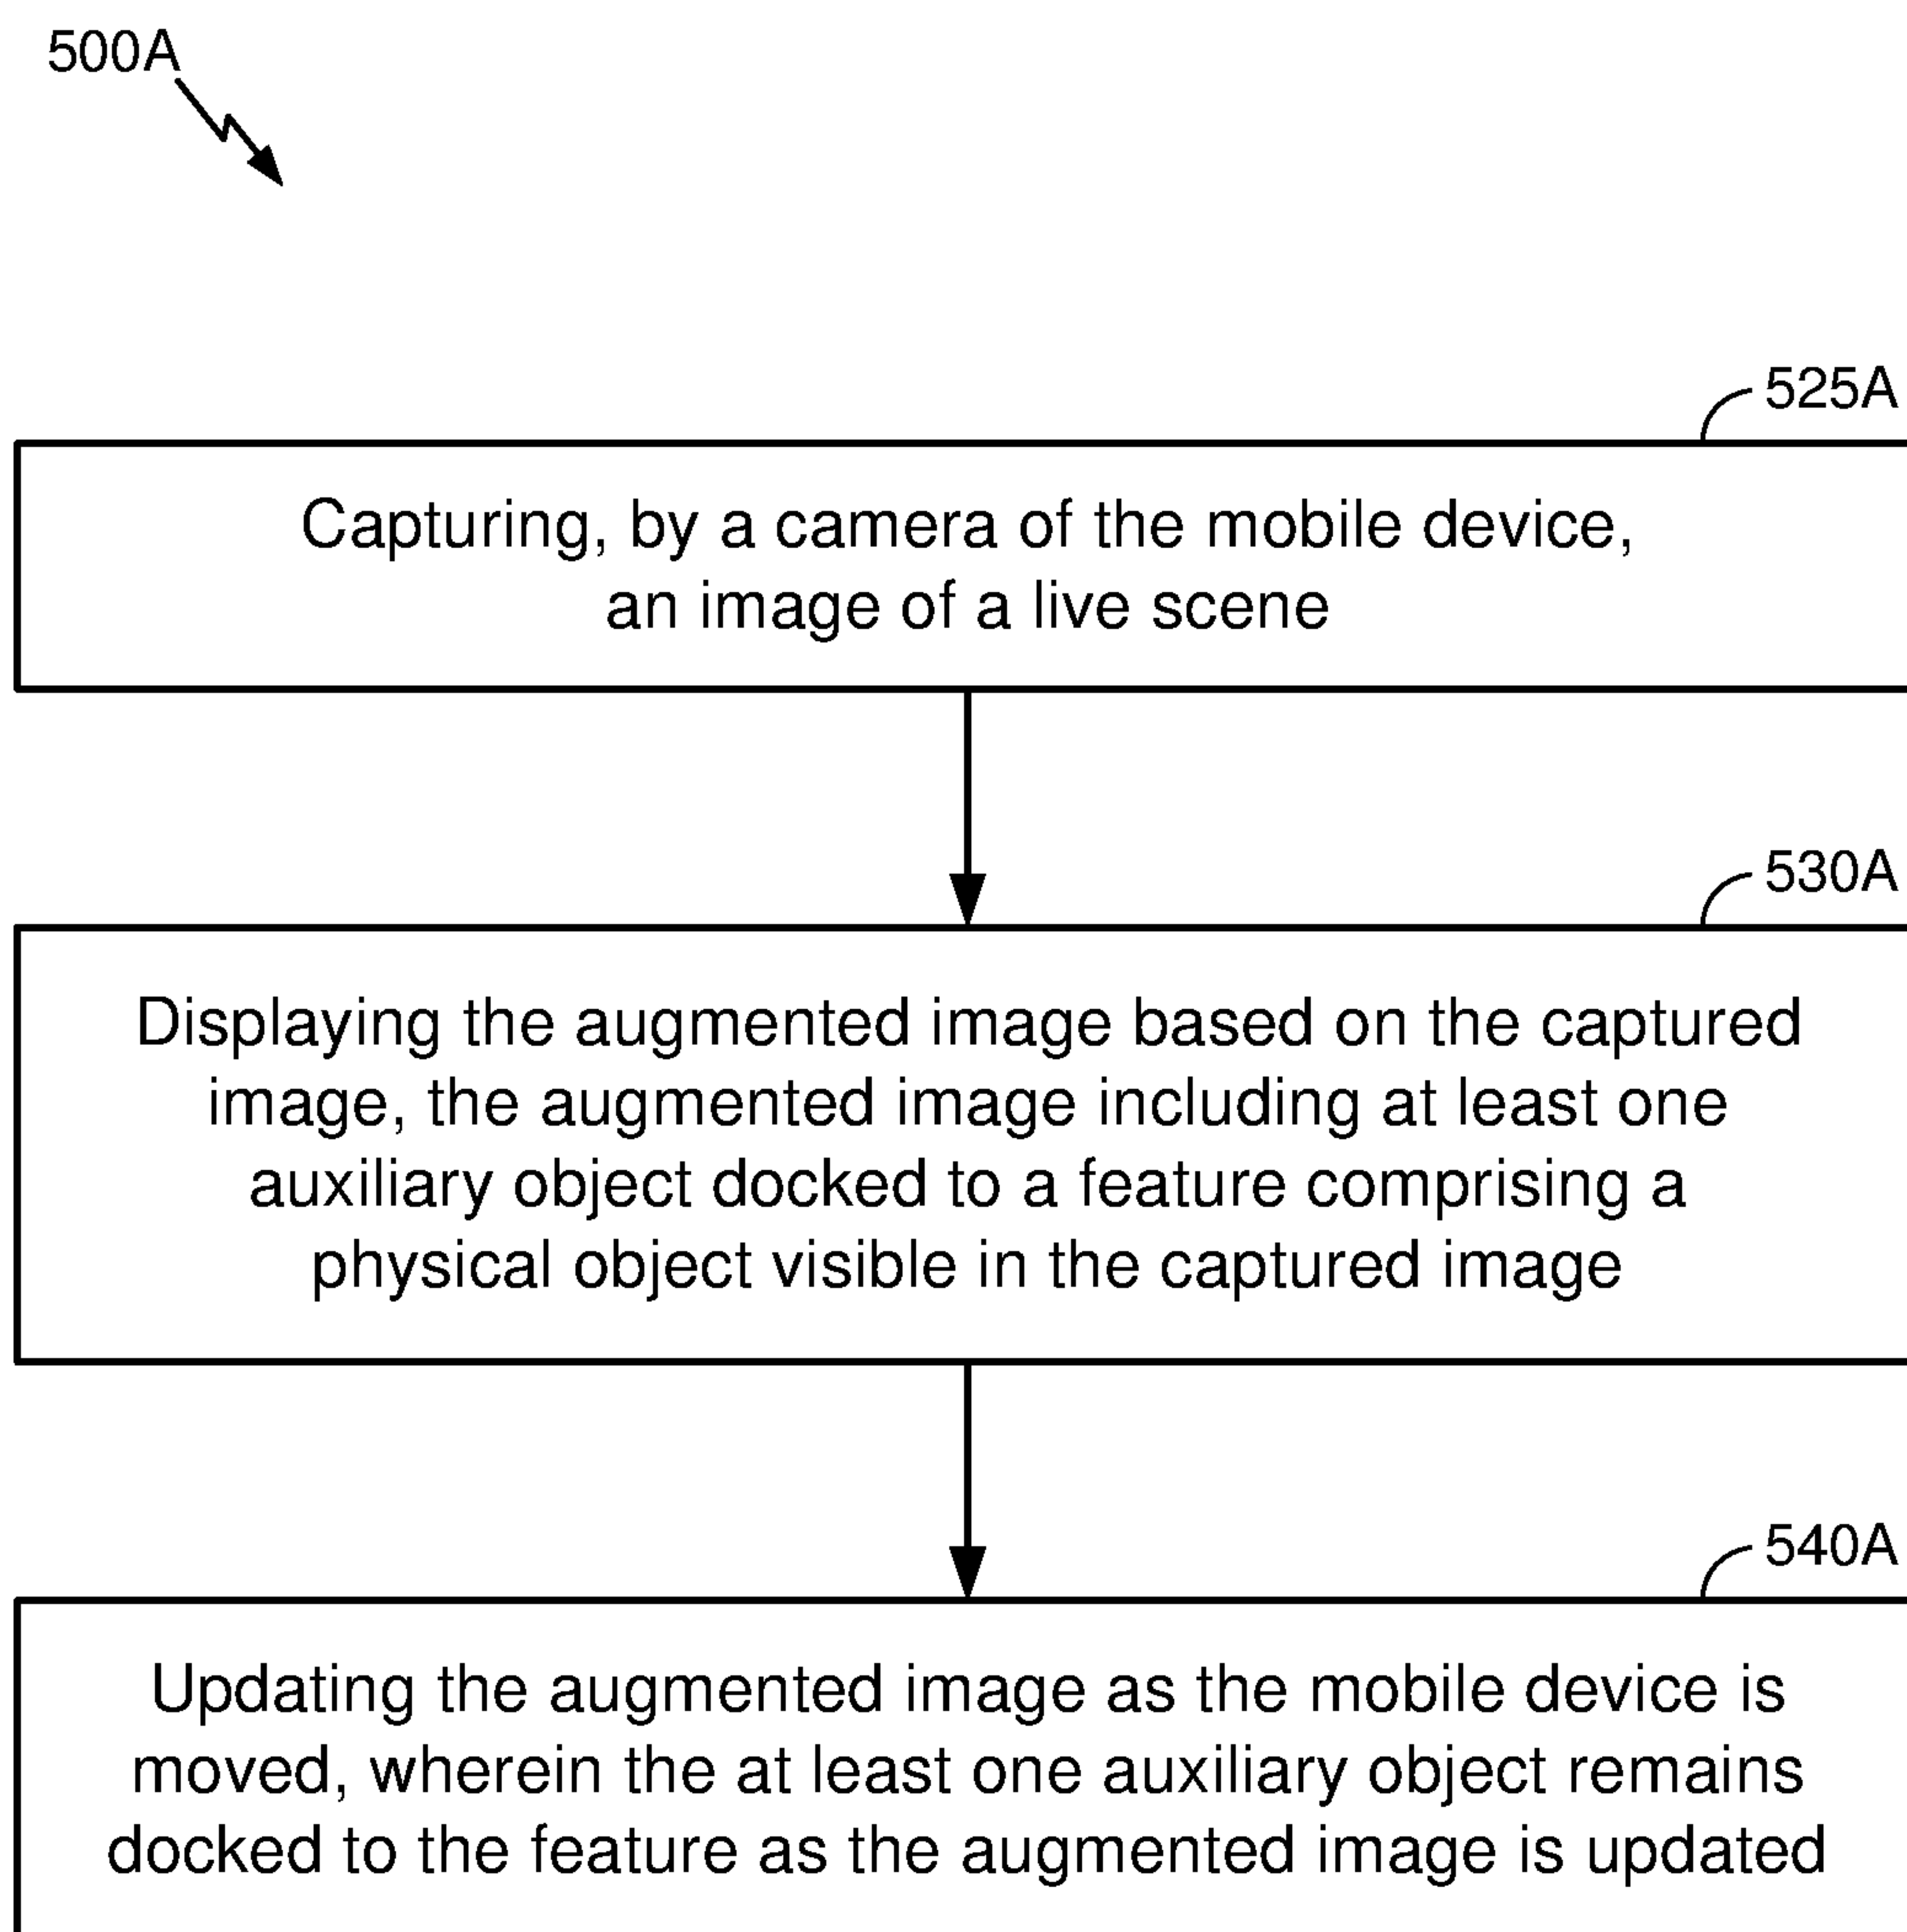 500A
525A
Capturing, by a camera of the mobile device,
an image of a live scene
530A
Displaying the augmented image based on the captured
image, the augmented image including at least one
auxiliary object docked to a feature comprising a
physical object visible in the captured image
540A
Updating the augmented image as the mobile device is
moved, wherein the at least one auxiliary object remains
docked to the feature as the augmented image is updated